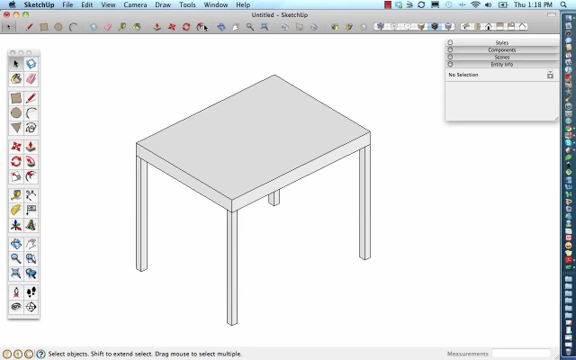 SketchUp File Edit View Camera Draw Tools Window Help
Thu 1:18 PM
Untitled - SketchUp
Styles
Components
Scenes
Entity Info
No Selection
Select objects. Shift to extend select. Drag mouse to select multiple.
Measurements